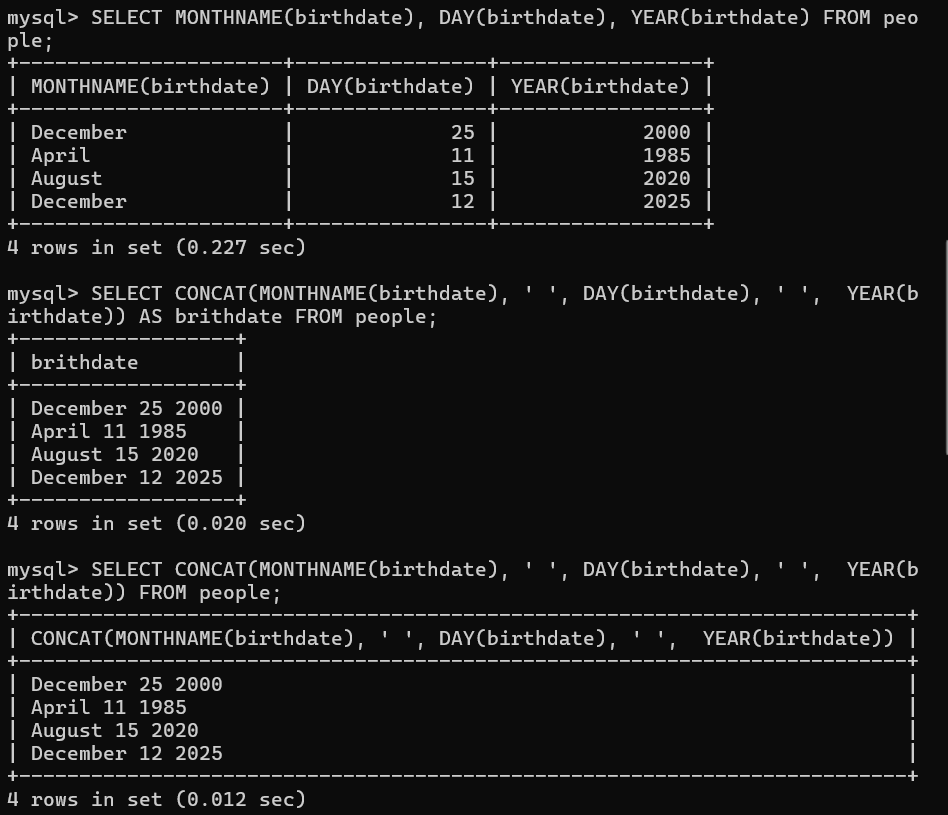 mysql> SELECT MONTHNAME(birthdate), DAY(birthdate), YEAR(birthdate) FROM peo
ple;
+----------------------+----------------+-----------------+
| MONTHNAME(birthdate) | DAY(birthdate) | YEAR(birthdate) |
+----------------------+----------------+-----------------+
| December             |             25 |            2000 |
| April                |             11 |            1985 |
| August               |             15 |            2020 |
| December             |             12 |            2025 |
+----------------------+----------------+-----------------+
4 rows in set (0.227 sec)

mysql> SELECT CONCAT(MONTHNAME(birthdate), ' ', DAY(birthdate), ' ',  YEAR(b
irthdate)) AS brithdate FROM people;
+------------------+
| brithdate        |
+------------------+
| December 25 2000 |
| April 11 1985    |
| August 15 2020   |
| December 12 2025 |
+------------------+
4 rows in set (0.020 sec)

mysql> SELECT CONCAT(MONTHNAME(birthdate), ' ', DAY(birthdate), ' ',  YEAR(b
irthdate)) FROM people;
+--------------------------------------------------------------------------+
| CONCAT(MONTHNAME(birthdate), ' ', DAY(birthdate), ' ',  YEAR(birthdate)) |
+--------------------------------------------------------------------------+
| December 25 2000                                                         |
| April 11 1985                                                            |
| August 15 2020                                                           |
| December 12 2025                                                         |
+--------------------------------------------------------------------------+
4 rows in set (0.012 sec)